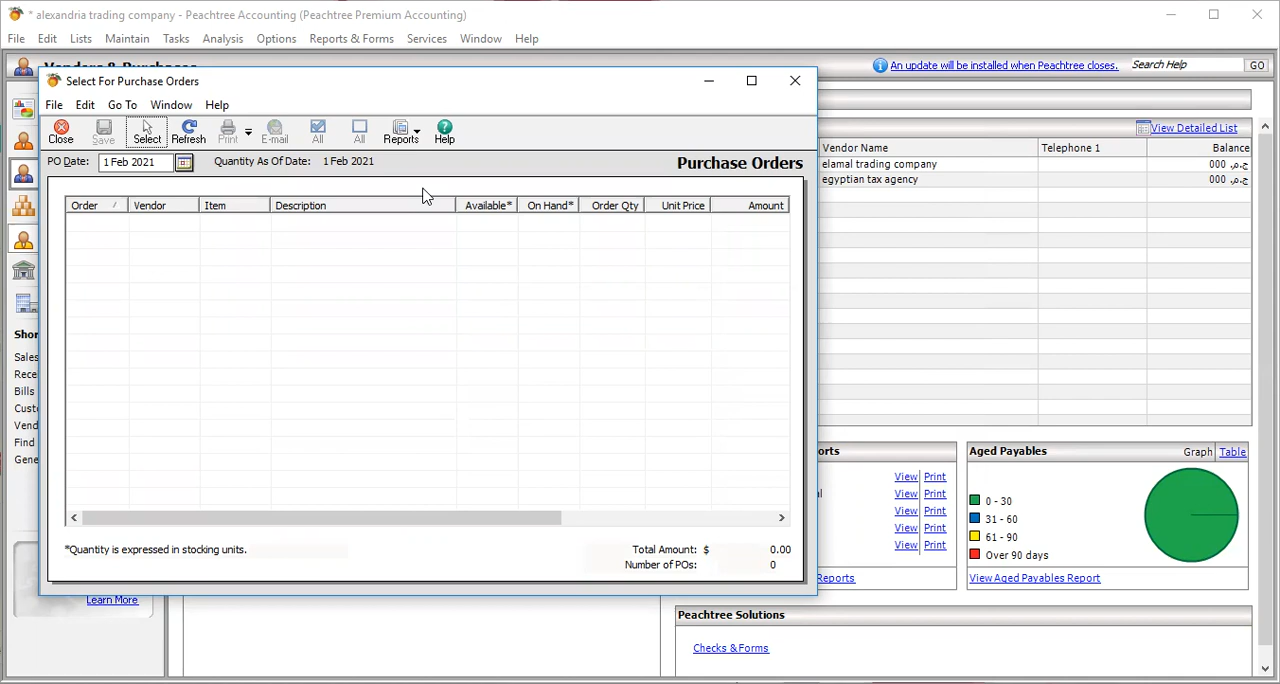 * alexandria trading company - Peachtree Accounting (Peachtree Premium Accounting)
File Edit Lists Maintain Tasks Analysis Options Reports & Forms Services Window Help
An update will be installed when Peachtree closes. Search Help GO
Select For Purchase Orders
File Edit Go To Window Help
Close Save Select Refresh Print E-mail All All Reports Help
PO Date: 1 Feb 2021 Quantity As Of Date: 1 Feb 2021 Purchase Orders
Order / Vendor Item Description Available* On Hand* Order Qty Unit Price Amount
*Quantity is expressed in stocking units.
Total Amount: $ 0.00
Number of POs: 0
View Detailed List
Vendor Name Telephone 1 Balance
elamal trading company ج.م. 000
egyptian tax agency ج.م. 000
Shor
Sales
Rece
Bills
Custo
Vend
Find
Gene
Learn More
orts
View Print
View Print
View Print
View Print
View Print
Reports
Aged Payables Graph Table
0 - 30
31 - 60
61 - 90
Over 90 days
View Aged Payables Report
Peachtree Solutions
Checks & Forms